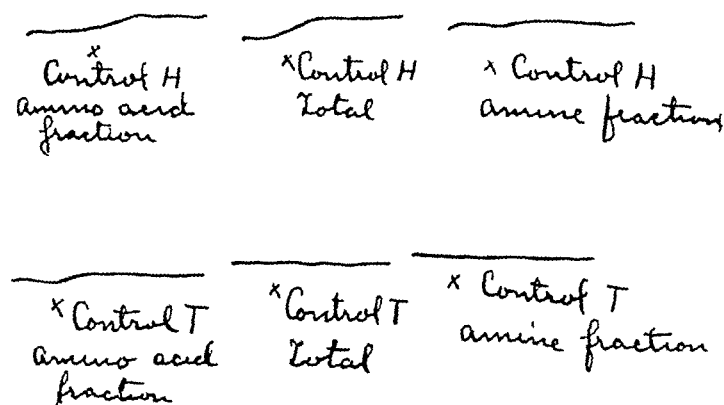 x
Control H
amino acid
fraction
x Control H
Total
x Control H
amine fraction
x Control T
amino acid
fraction
x Control T
Total
x Control T
amine fraction